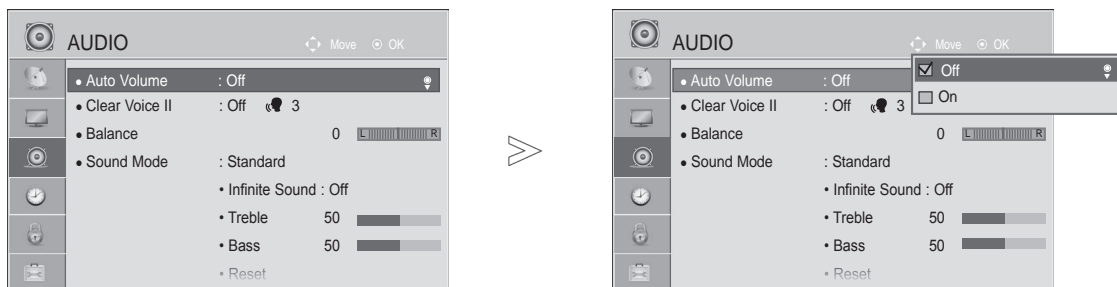 AUDIO
Move OK
• Auto Volume : Off
• Clear Voice II : Off 3
• Balance 0 L R
• Sound Mode : Standard
• Infinite Sound : Off
• Treble 50
• Bass 50
• Reset
>
AUDIO
Move OK
• Auto Volume : Off
Off
On
• Clear Voice II : Off 3
• Balance 0 L R
• Sound Mode : Standard
• Infinite Sound : Off
• Treble 50
• Bass 50
• Reset